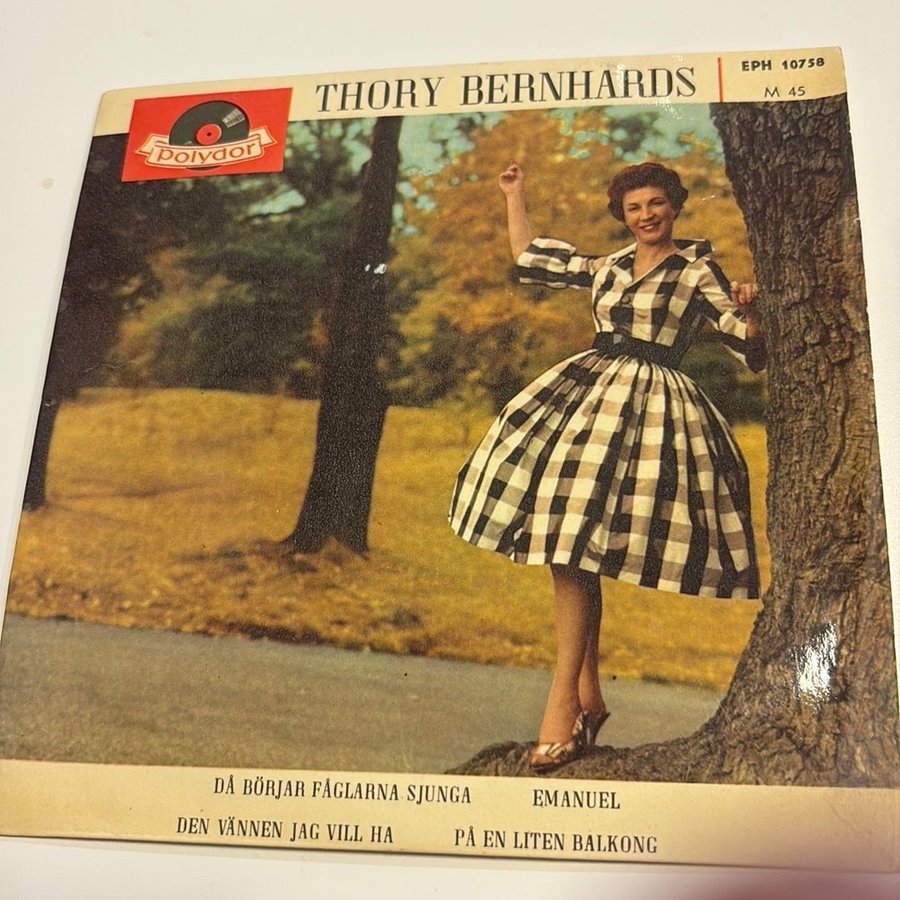 THORY BERNHARDS
EPH 10758
M 45
Polydor
DÅ BÖRJAR FÅGLARNA SJUNGA EMANUEL
DEN VÄNNEN JAG VILL HA PÅ EN LITEN BALKONG